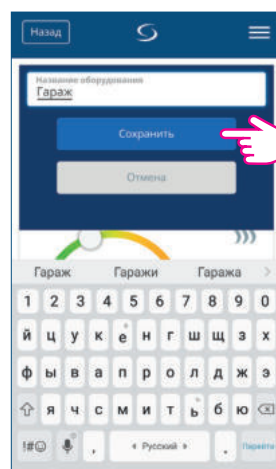 Назад
Название оборудования
Гараж
Сохранить
Отмена
Гараж Гаражи Гаража
1 2 3 4 5 6 7 8 9 0
й ц у к е н г ш щ з х
ф ы в а п р о л д ж э
я ч с м и т ь б ю
!#☺ , Русский . Перейти